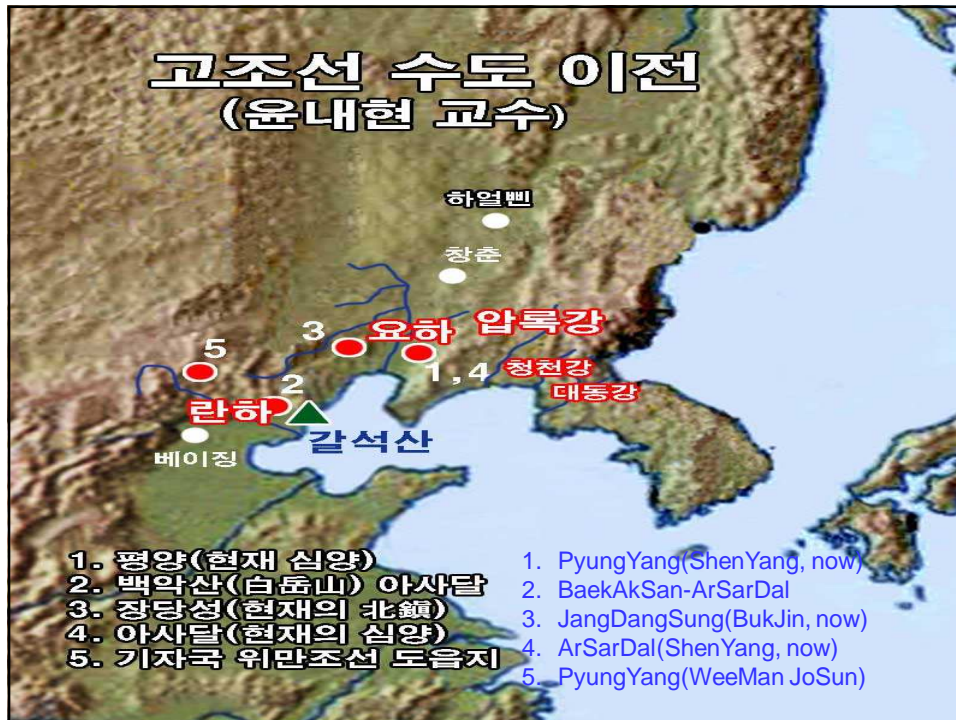 고조선 수도 이전
(윤내현 교수)
하얼삔
창춘
3
요하
압록강
5
1,4
청천강
2
대동강
란하
갈석산
베이징
1. 평양(현재 심양)
2. 백악산(白岳山) 아사달
3. 장당성(현재의 北鎭)
4. 아사달(현재의 심양)
5. 기자국 위만조선 도읍지
1. PyungYang(ShenYang, now)
2. BaekAkSan-ArSarDal
3. JangDangSung(BukJin, now)
4. ArSarDal(ShenYang, now)
5. PyungYang(WeeMan JoSun)